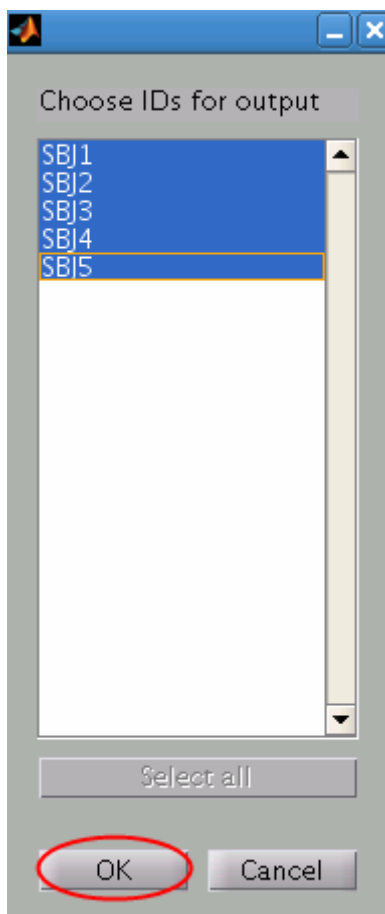 Choose IDs for output
SBJ1
SBJ2
SBJ3
SBJ4
SBJ5
Select all
OK Cancel